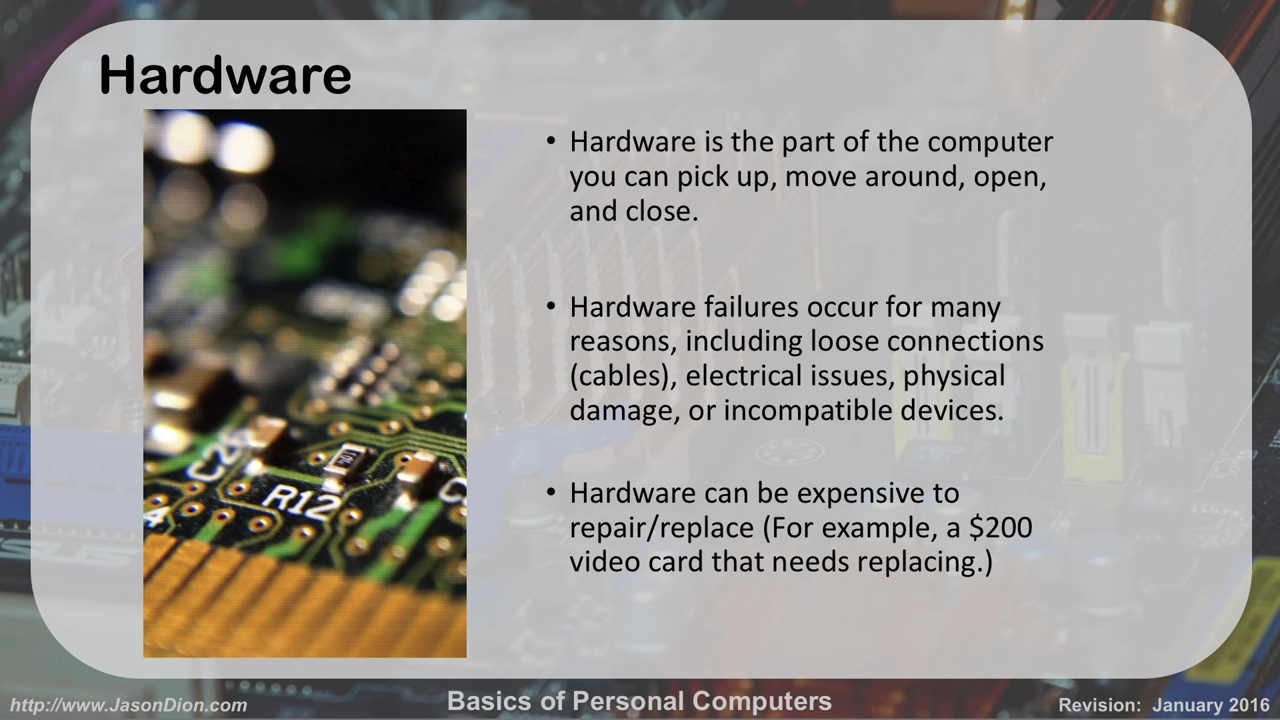 Hardware
• Hardware is the part of the computer
you can pick up, move around, open,
and close.
• Hardware failures occur for many
reasons, including loose connections
(cables), electrical issues, physical
damage, or incompatible devices.
• Hardware can be expensive to
repair/replace (For example, a $200
video card that needs replacing.)
R12
http://www.JasonDion.com
Basics of Personal Computers
Revision: January 2016